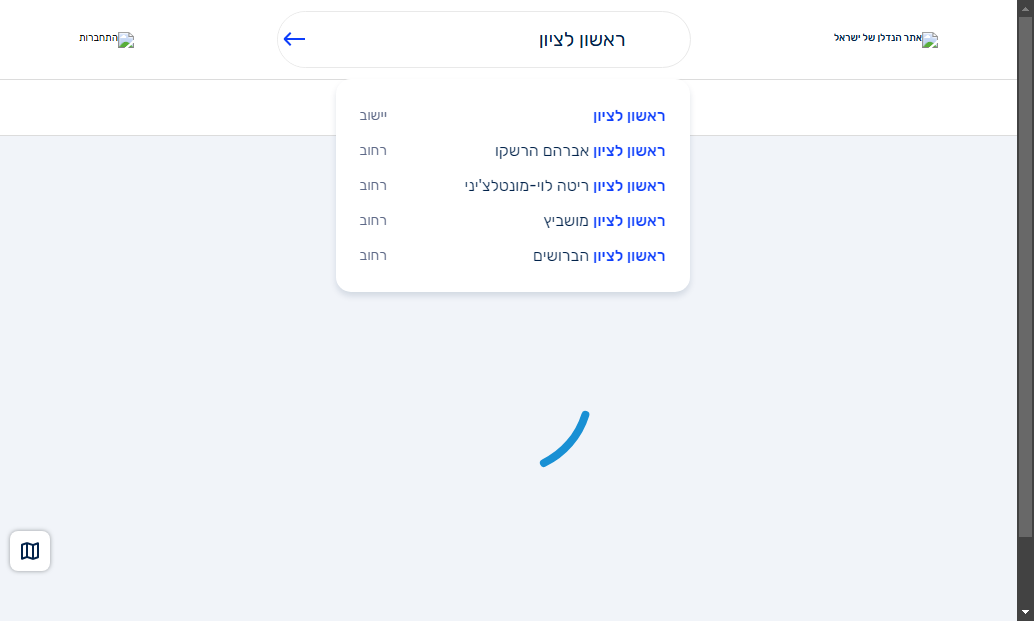 אתר הנדלן של ישראל
ראשון לציון
התחברות
ראשון לציון יישוב
ראשון לציון אברהם הרשקו רחוב
ראשון לציון ריטה לוי-מונטלצ'יני רחוב
ראשון לציון מושביץ רחוב
ראשון לציון הברושים רחוב